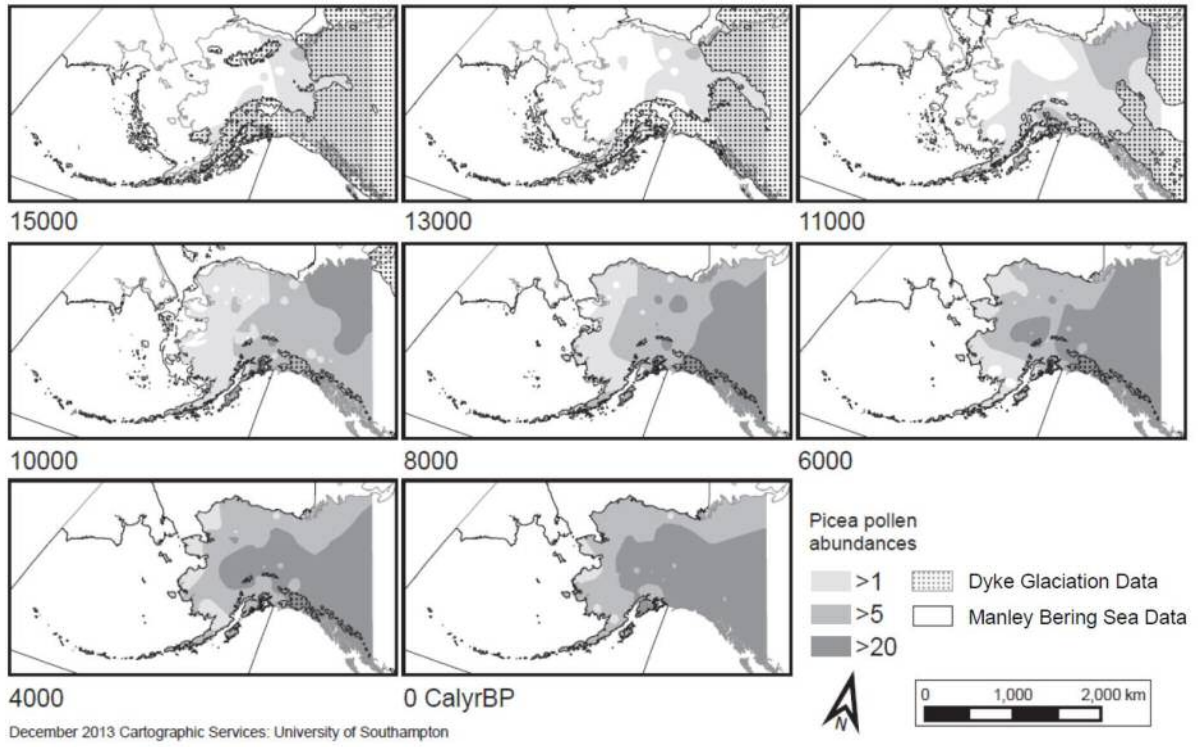 15000
13000
11000
10000
8000
6000
4000
0 CalyrBP
Picea pollen
abundances
>1
>5
>20
Dyke Glaciation Data
Manley Bering Sea Data
N
0 1,000 2,000 km
December 2013 Cartographic Services: University of Southampton